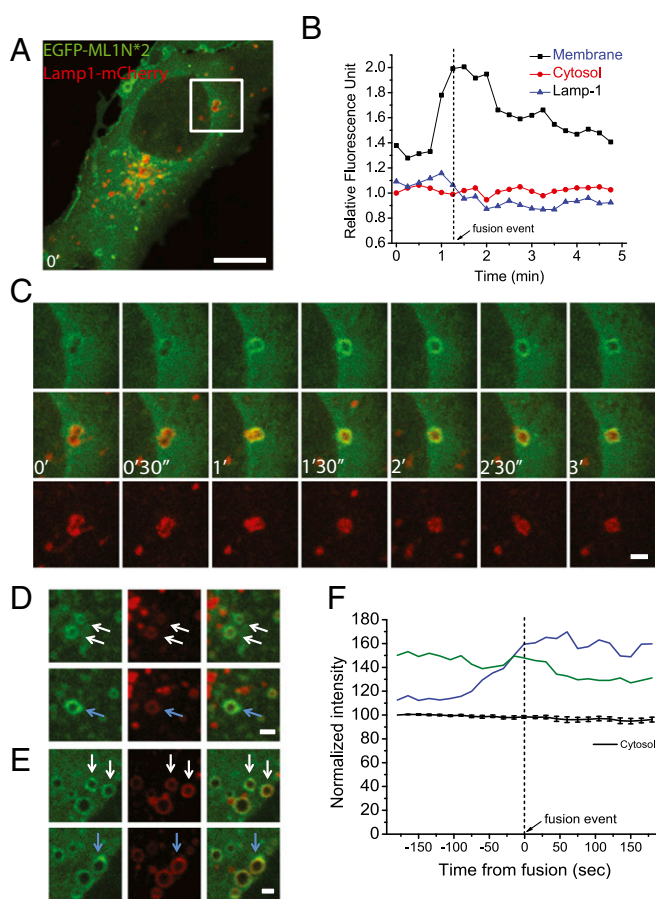 A
EGFP-ML1N*2
Lamp1-mCherry
0'
B
Relative Fluorescence Unit
2.0
1.8
1.6
1.4
1.2
1.0
0.8
0.6
Membrane
Cytosol
Lamp-1
fusion event
0 1 2 3 4 5
Time (min)
C
0' 0'30" 1' 1'30" 2' 2'30" 3'
D
E
F
Normalized intensity
180
160
140
120
100
80
60
40
20
0
Cytosol
fusion event
-150 -100 -50 0 50 100 150
Time from fusion (sec)